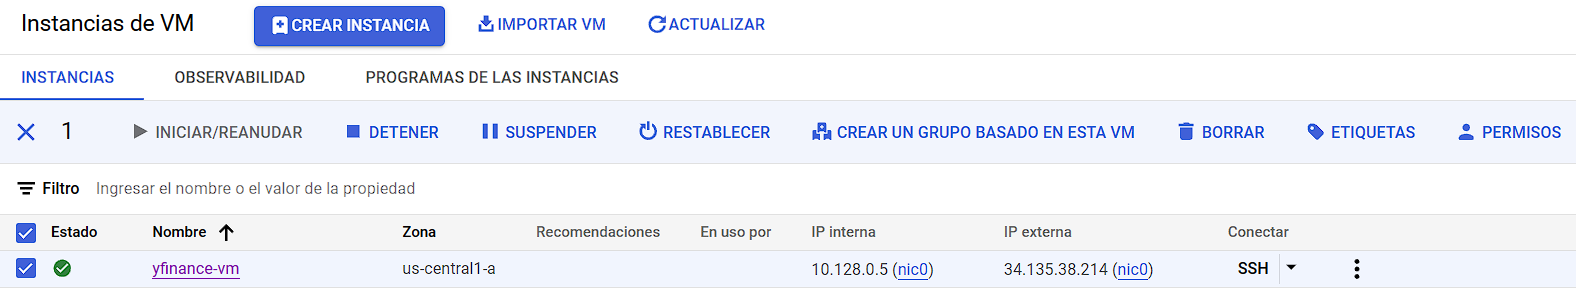 Instancias de VM CREAR INSTANCIA IMPORTAR VM ACTUALIZAR
INSTANCIAS OBSERVABILIDAD PROGRAMAS DE LAS INSTANCIAS
1 INICIAR/REANUDAR DETENER SUSPENDER RESTABLECER CREAR UN GRUPO BASADO EN ESTA VM BORRAR ETIQUETAS PERMISOS
Filtro Ingresar el nombre o el valor de la propiedad
Estado Nombre Zona Recomendaciones En uso por IP interna IP externa Conectar
yfinance-vm us-central1-a 10.128.0.5 (nic0) 34.135.38.214 (nic0) SSH